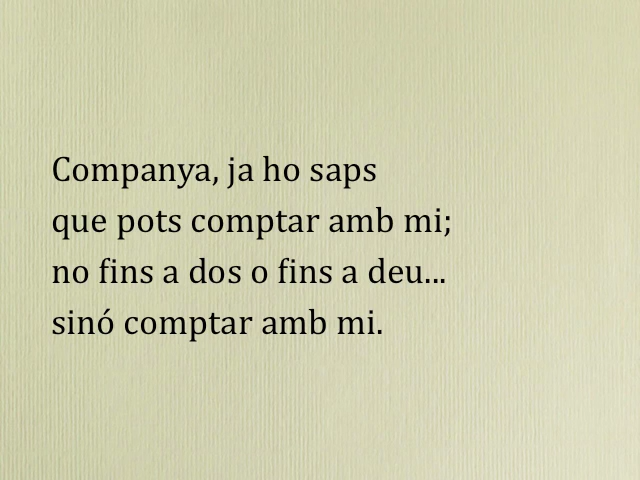 Companya, ja ho saps
que pots comptar amb mi;
no fins a dos o fins a deu...
sinó comptar amb mi.